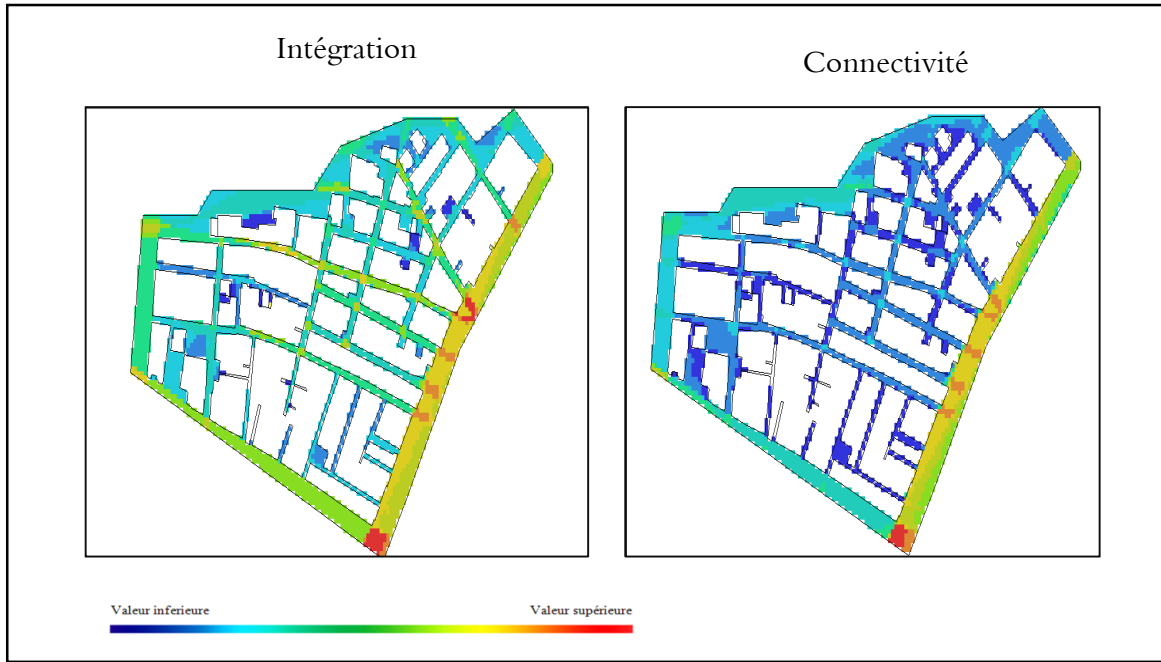 Intégration
Connectivité
Valeur inferieure
Valeur supérieure